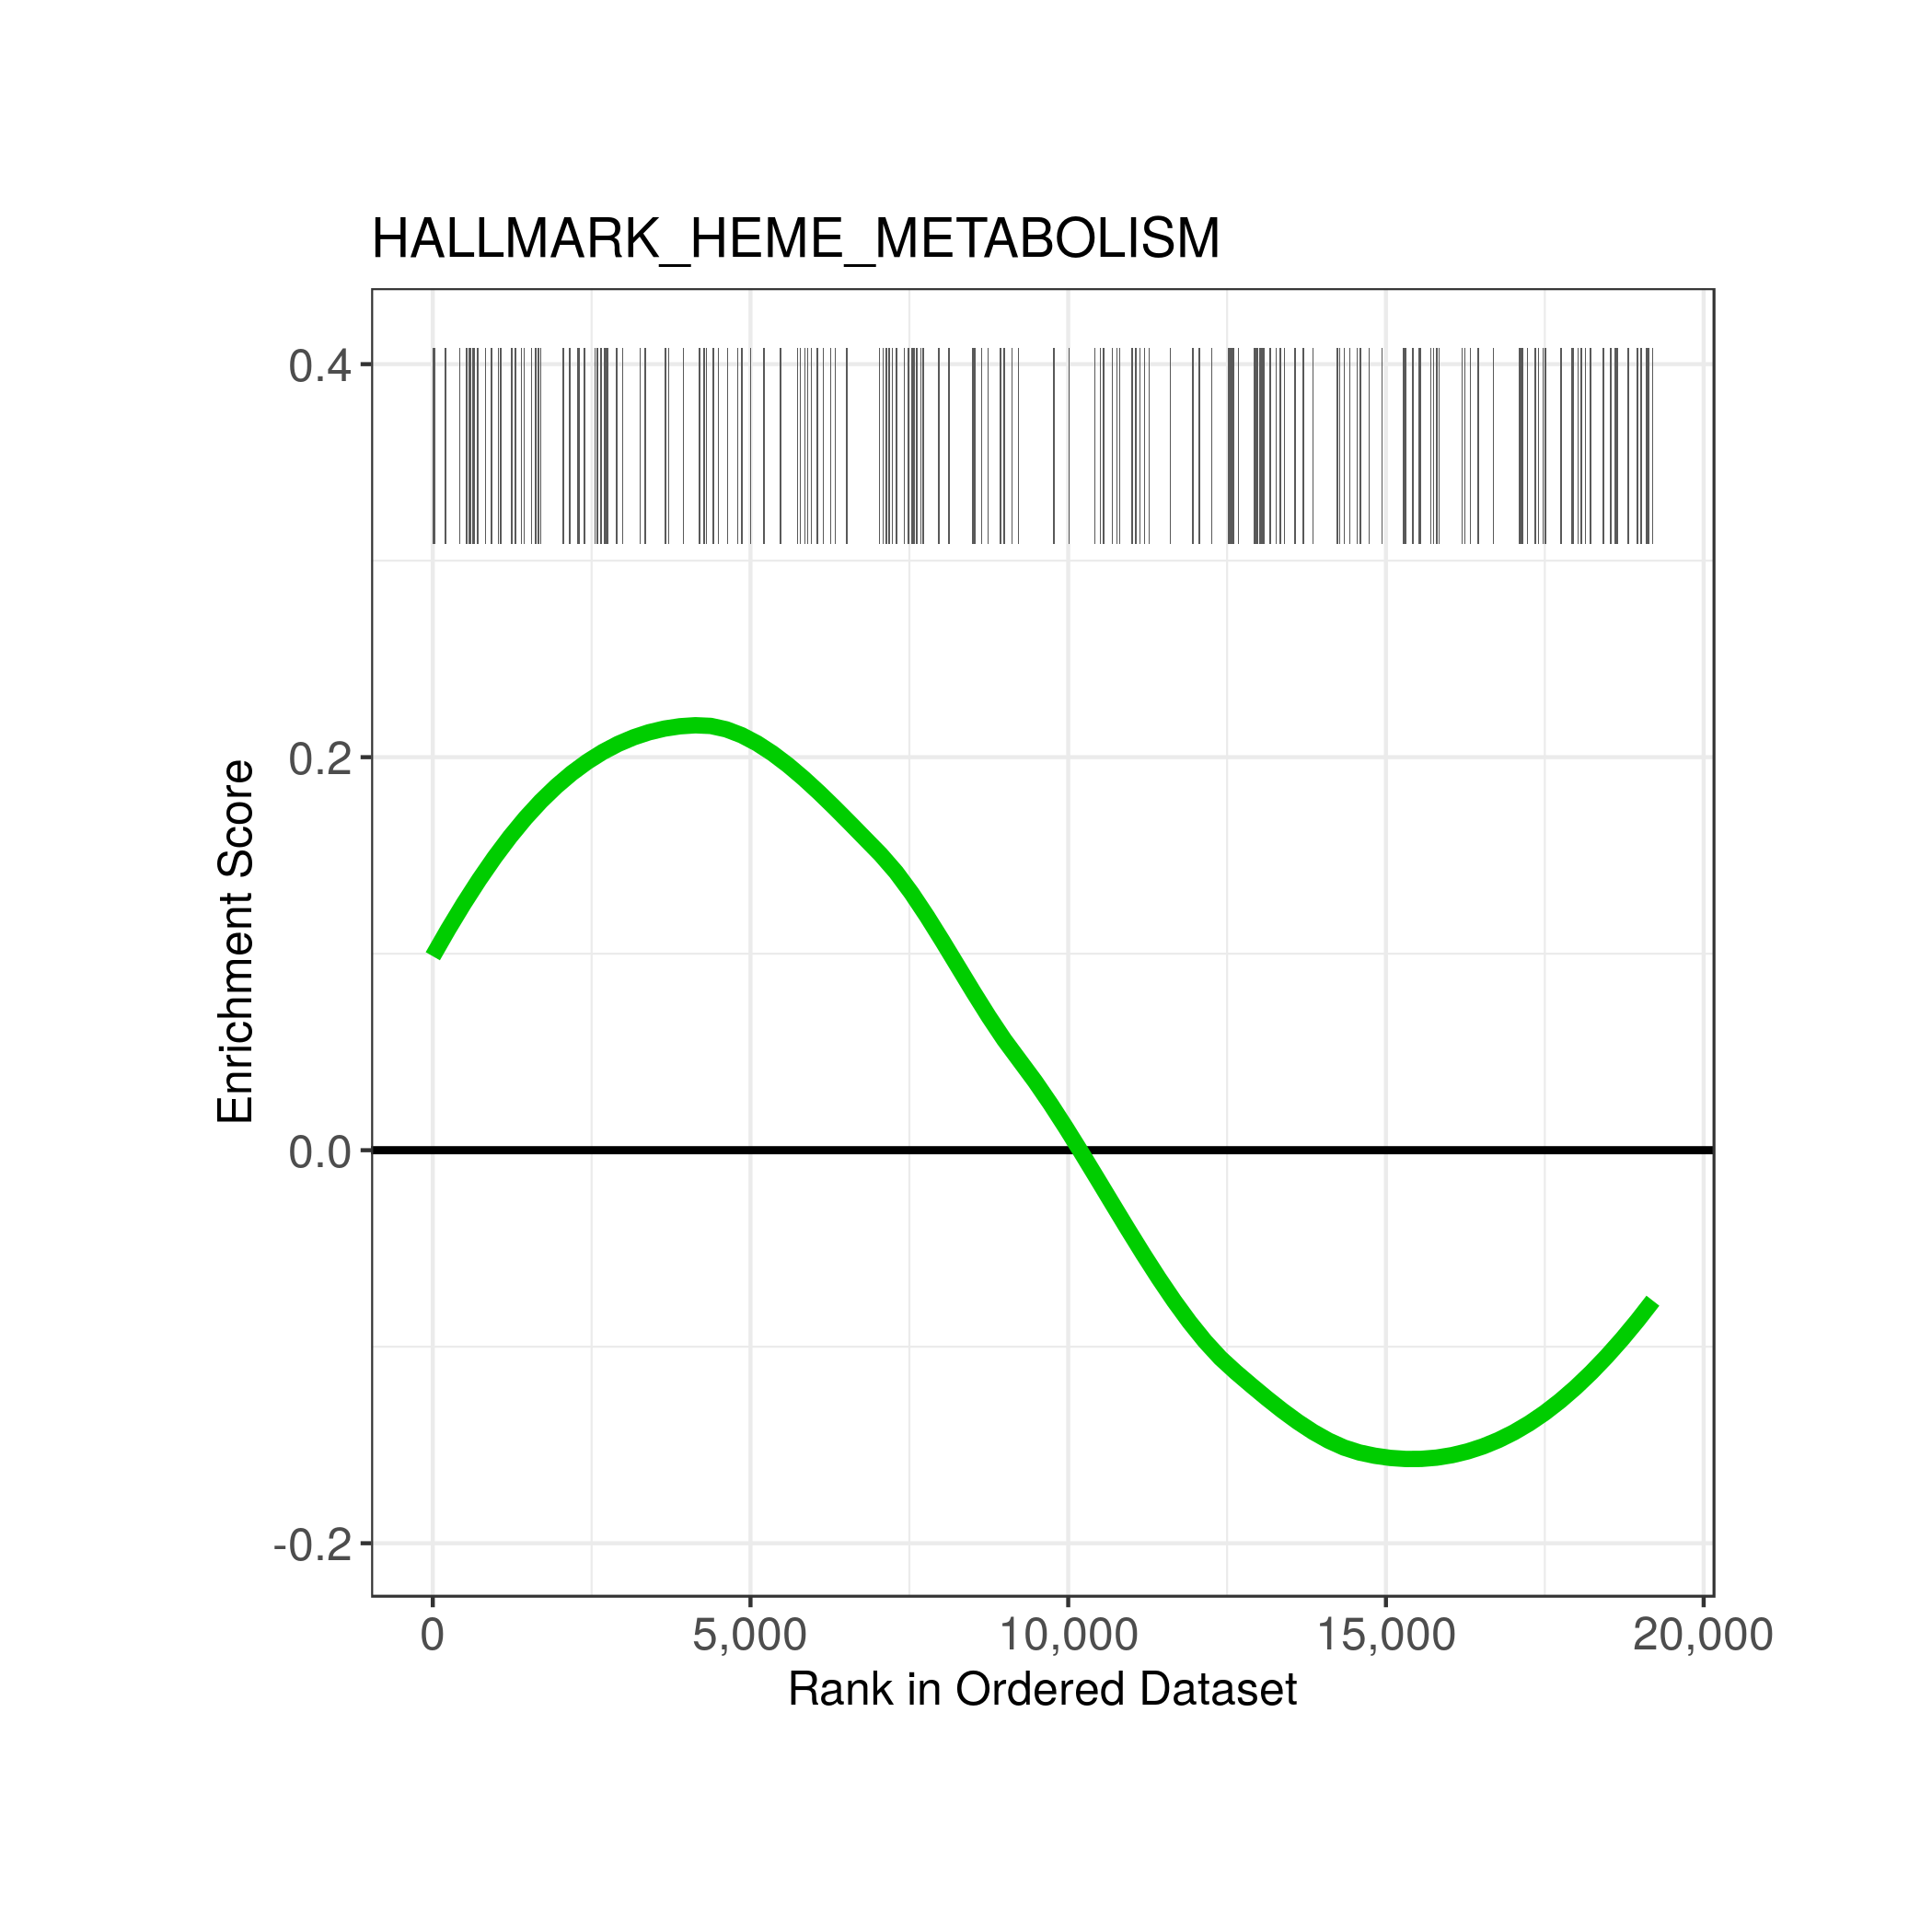 HALLMARK_HEME_METABOLISM
0.4
0.2
0.0
-0.2
Enrichment Score
0 5,000 10,000 15,000 20,000
Rank in Ordered Dataset